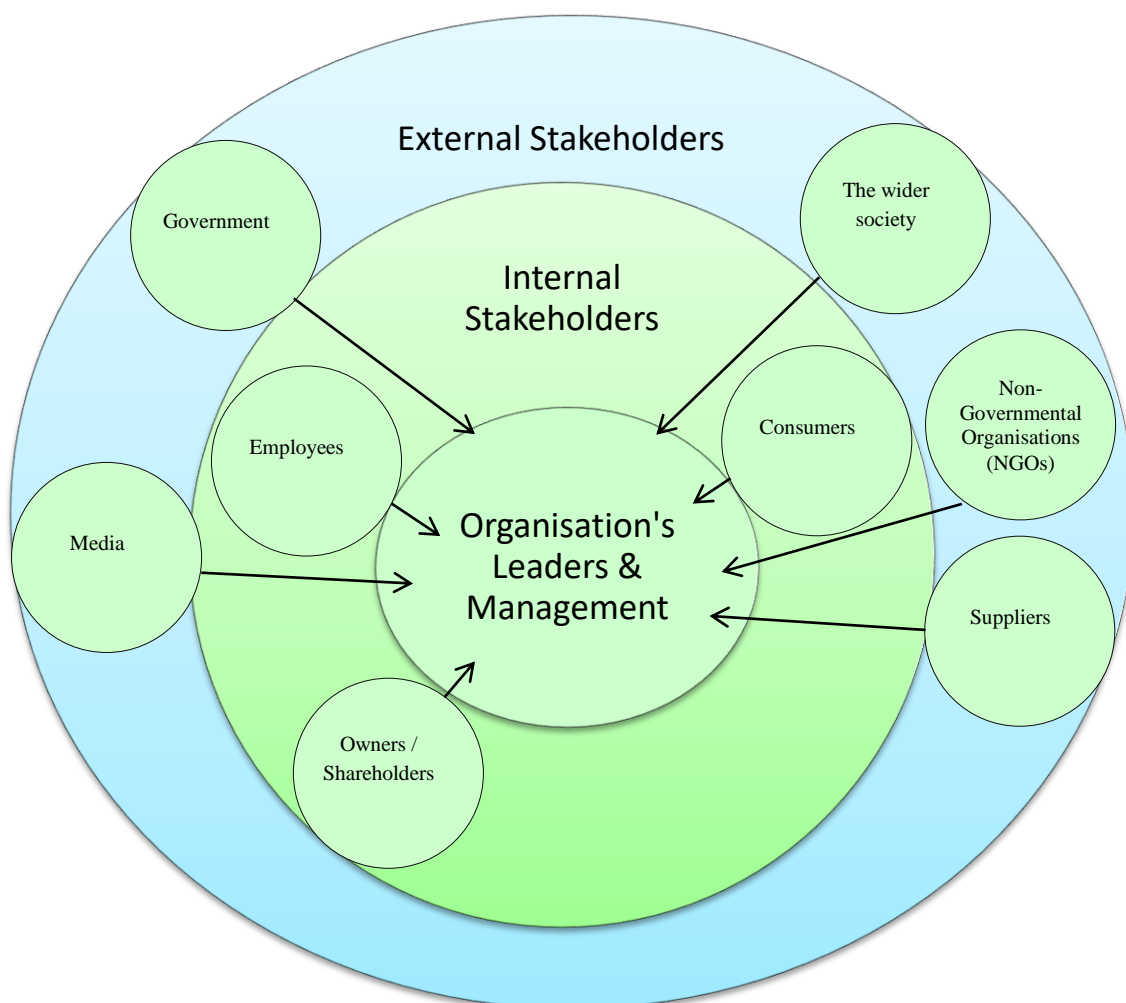 External Stakeholders
Government
The wider
society
Internal
Stakeholders
Employees
Consumers
Non-
Governmental
Organisations
(NGOs)
Media
Organisation's
Leaders &
Management
Suppliers
Owners /
Shareholders